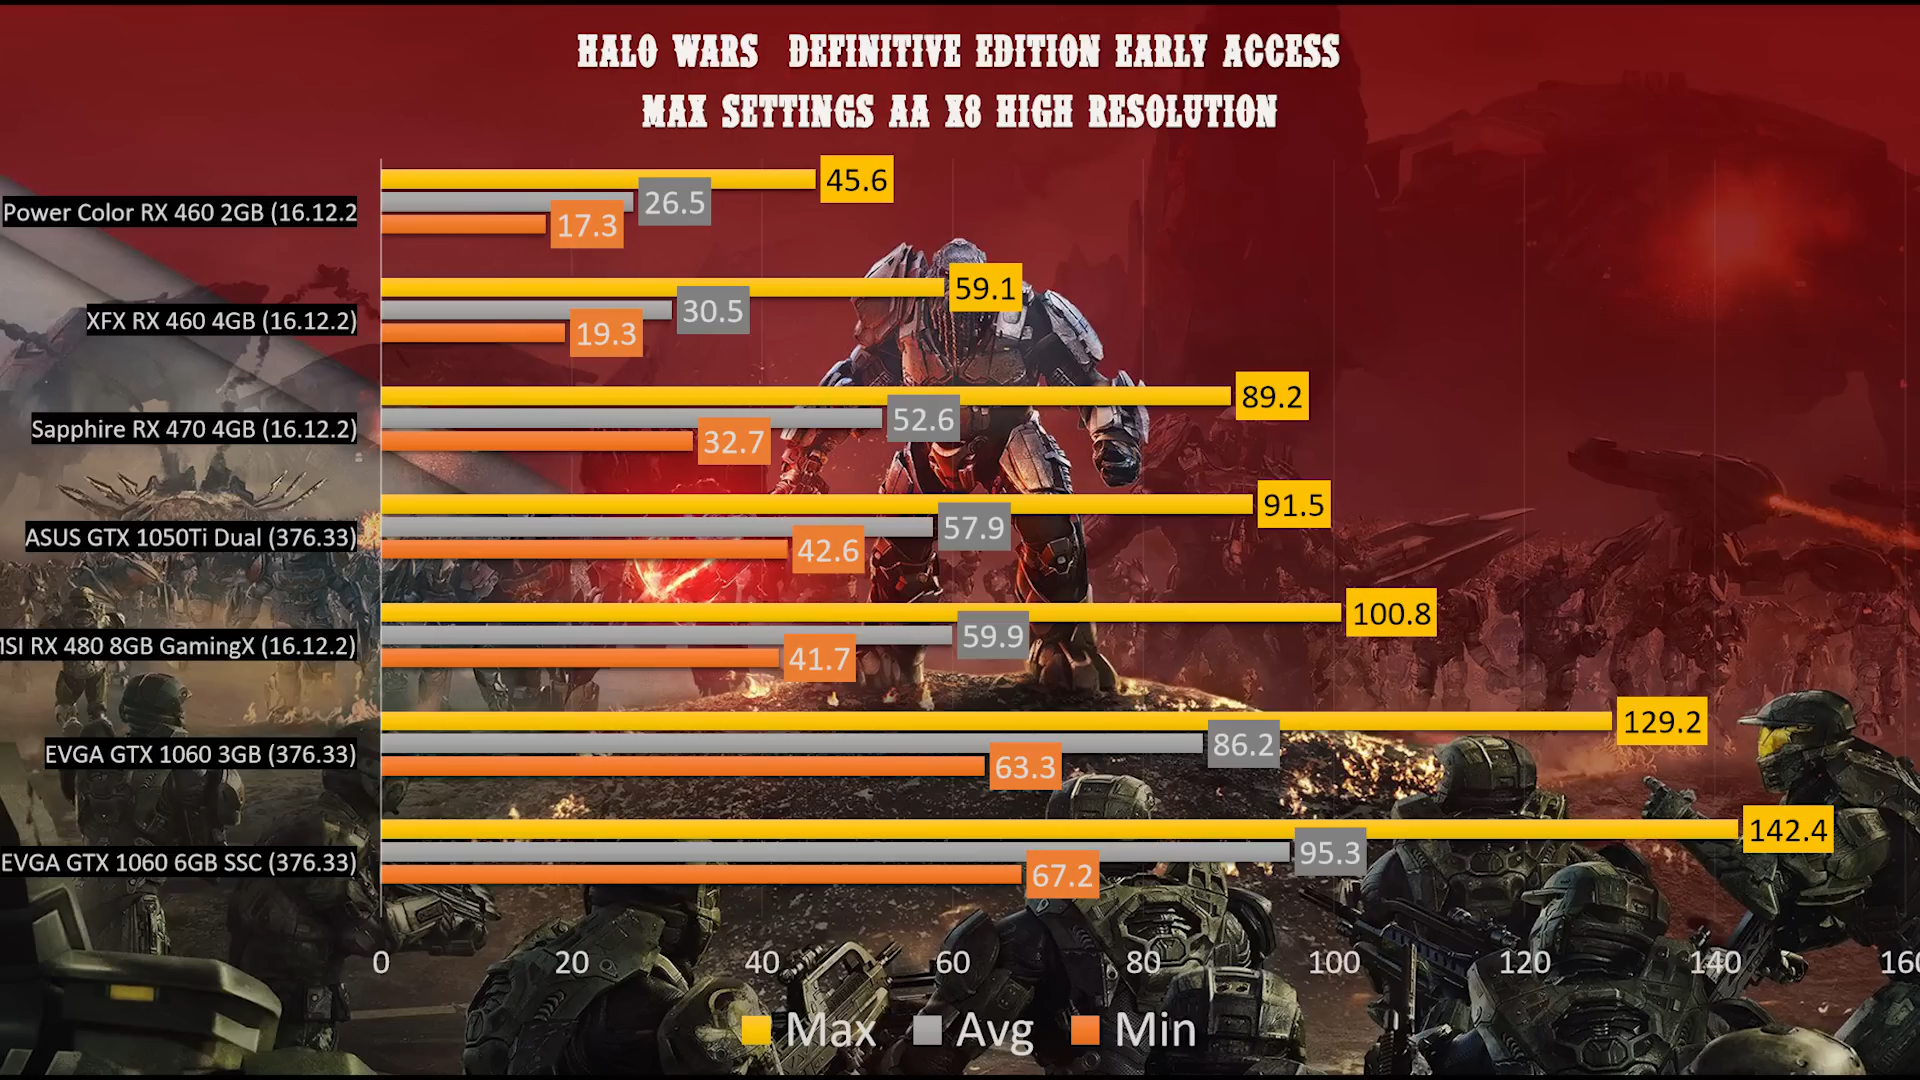 HALO WARS DEFINITIVE EDITION EARLY ACCESS
MAX SETTINGS AA X8 HIGH RESOLUTION
Power Color RX 460 2GB (16.12.2
45.6
26.5
17.3
XFX RX 460 4GB (16.12.2)
59.1
30.5
19.3
Sapphire RX 470 4GB (16.12.2)
89.2
52.6
32.7
ASUS GTX 1050Ti Dual (376.33)
91.5
57.9
42.6
RX 480 8GB GamingX (16.12.2)
100.8
59.9
41.7
EVGA GTX 1060 3GB (376.33)
129.2
86.2
63.3
EVGA GTX 1060 6GB SSC (376.33)
142.4
95.3
67.2
0 20 40 60 80 100 120 140
Max Avg Min